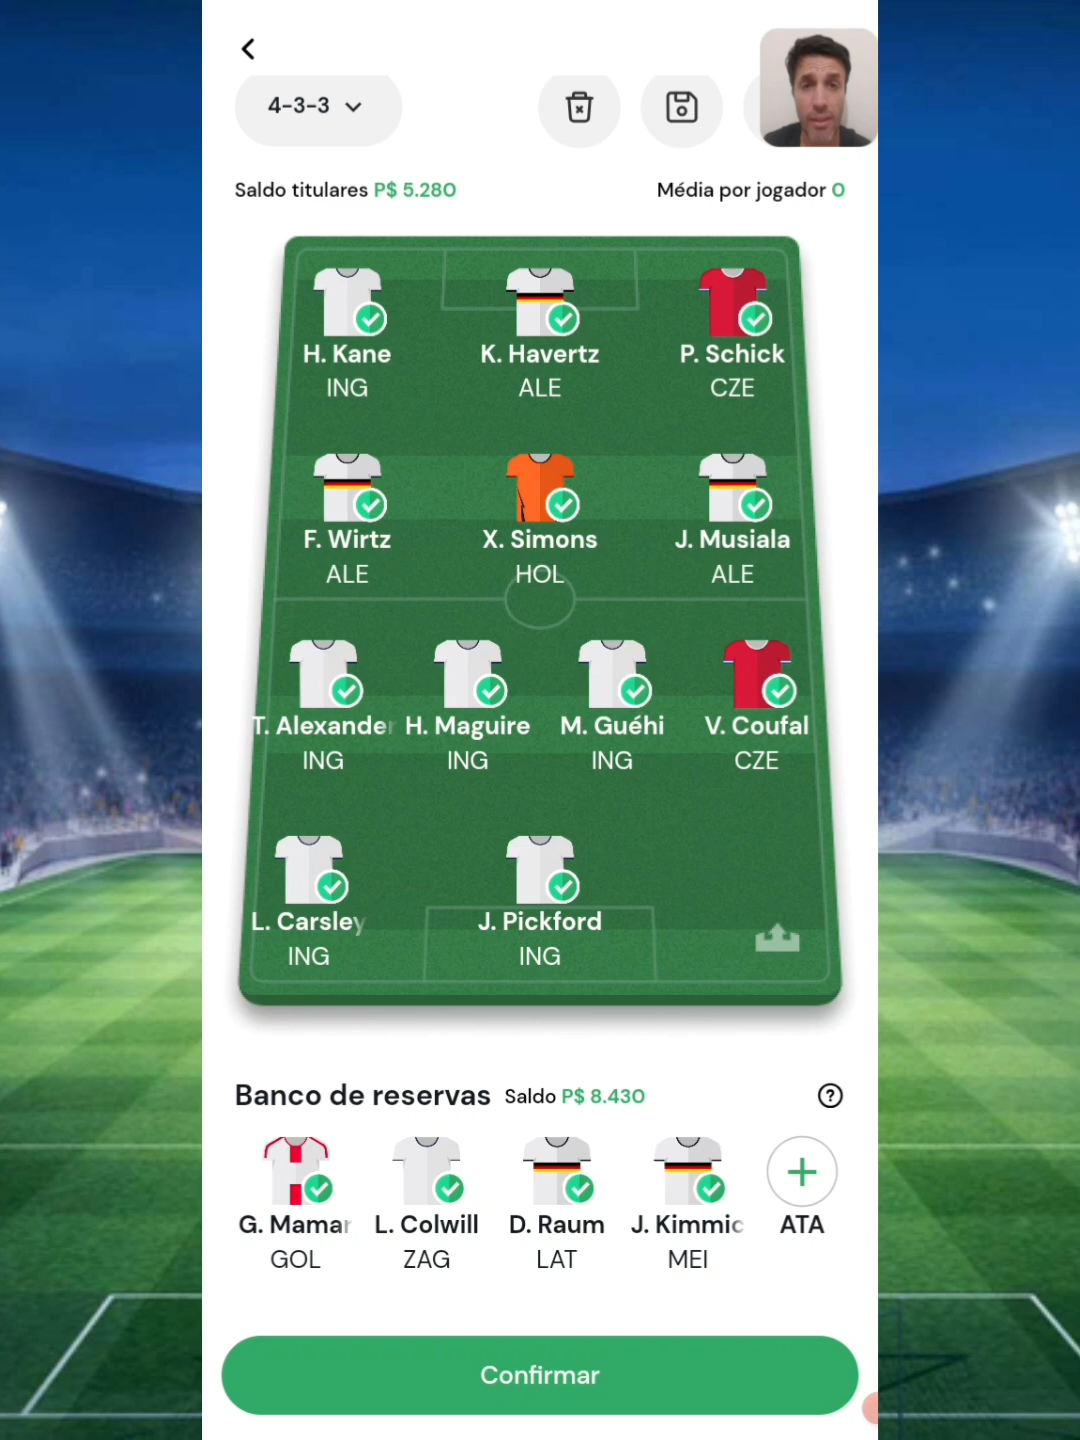 4-3-3
Saldo titulares P$ 5.280
Média por jogador 0
H. Kane
ING
K. Havertz
ALE
P. Schick
CZE
F. Wirtz
ALE
X. Simons
HOL
J. Musiala
ALE
T. Alexander
ING
H. Maguire
ING
M. Guéhi
ING
V. Coufal
CZE
L. Carsley
ING
J. Pickford
ING
Banco de reservas Saldo P$ 8.430
?
G. Mamar
GOL
L. Colwill
ZAG
D. Raum
LAT
J. Kimmic
MEI
ATA
Confirmar